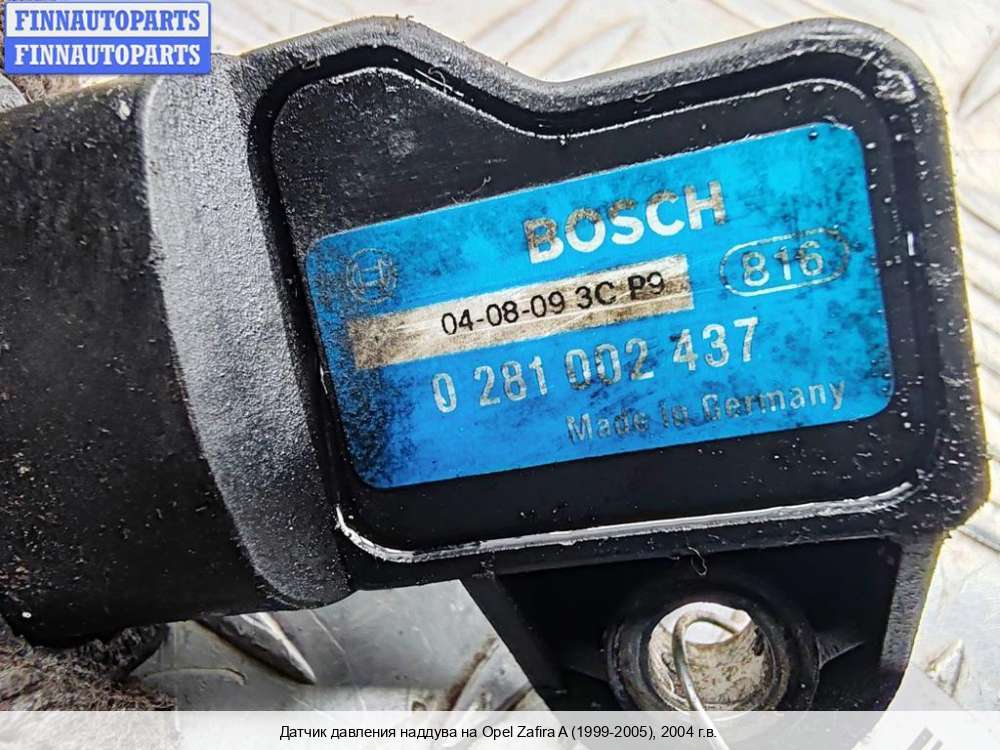 FINNAUTOPARTS
FINNAUTOPARTS
BOSCH
816
04-08-09 3C P9
0 281 002 437
Made in Germany
Датчик давления наддува на Opel Zafira A (1999-2005), 2004 г.в.